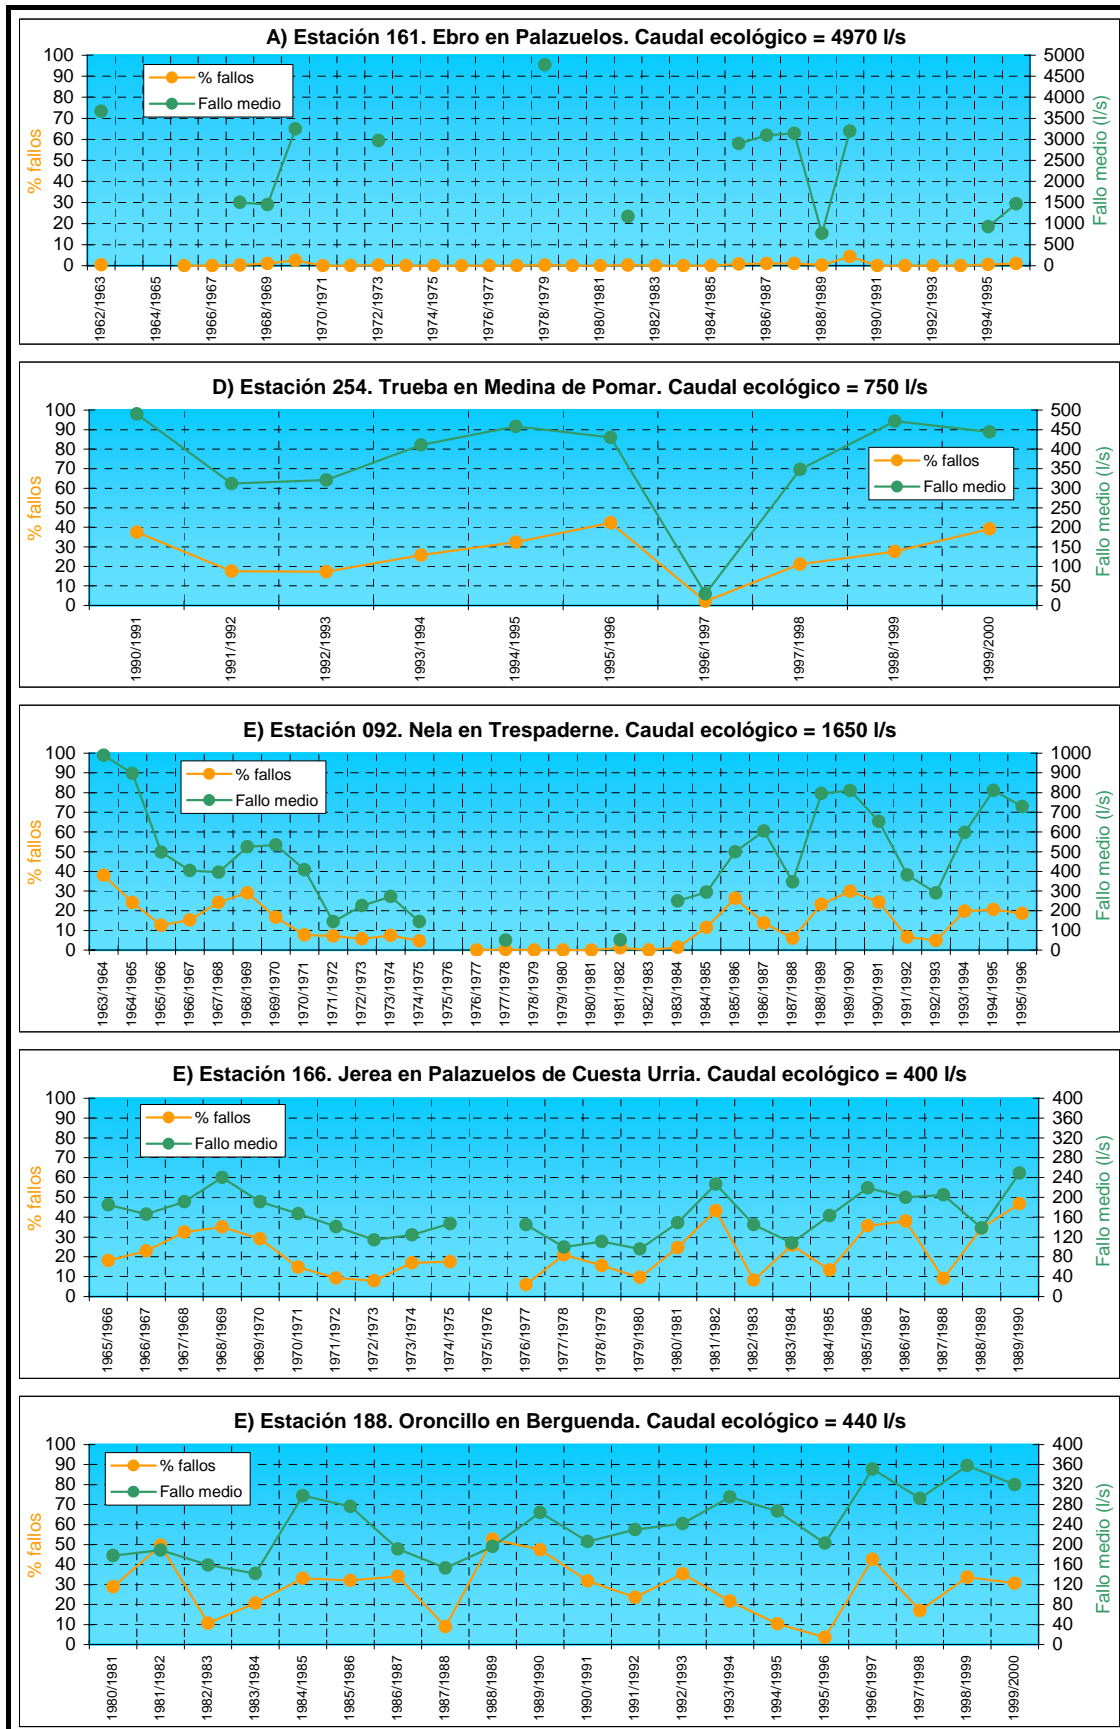 A) Estación 161. Ebro en Palazuelos. Caudal ecológico = 4970 l/s
% fallos
Fallo medio
% fallos
Fallo medio (l/s)
100 90 80 70 60 50 40 30 20 10 0
5000 4500 4000 3500 3000 2500 2000 1500 1000 500 0
1962/1963 1964/1965 1966/1967 1968/1969 1970/1971 1972/1973 1974/1975 1976/1977 1978/1979 1980/1981 1982/1983 1984/1985 1986/1987 1988/1989 1990/1991 1992/1993 1994/1995
D) Estación 254. Trueba en Medina de Pomar. Caudal ecológico = 750 l/s
% fallos
Fallo medio
% fallos
Fallo medio (l/s)
100 90 80 70 60 50 40 30 20 10 0
500 450 400 350 300 250 200 150 100 50 0
1990/1991 1991/1992 1992/1993 1993/1994 1994/1995 1995/1996 1996/1997 1997/1998 1998/1999 1999/2000
E) Estación 092. Nela en Trespaderne. Caudal ecológico = 1650 l/s
% fallos
Fallo medio
% fallos
Fallo medio (l/s)
100 90 80 70 60 50 40 30 20 10 0
1000 900 800 700 600 500 400 300 200 100 0
1963/1964 1964/1965 1965/1966 1966/1967 1967/1968 1968/1969 1969/1970 1970/1971 1971/1972 1972/1973 1973/1974 1974/1975 1975/1976 1976/1977 1977/1978 1978/1979 1979/1980 1980/1981 1981/1982 1982/1983 1983/1984 1984/1985 1985/1986 1986/1987 1987/1988 1988/1989 1989/1990 1990/1991 1991/1992 1992/1993 1993/1994 1994/1995 1995/1996
E) Estación 166. Jerea en Palazuelos de Cuesta Urria. Caudal ecológico = 400 l/s
% fallos
Fallo medio
% fallos
Fallo medio (l/s)
100 90 80 70 60 50 40 30 20 10 0
400 360 320 280 240 200 160 120 80 40 0
1965/1966 1966/1967 1967/1968 1968/1969 1969/1970 1970/1971 1971/1972 1972/1973 1973/1974 1974/1975 1975/1976 1976/1977 1977/1978 1978/1979 1979/1980 1980/1981 1981/1982 1982/1983 1983/1984 1984/1985 1985/1986 1986/1987 1987/1988 1988/1989 1989/1990
E) Estación 188. Oroncillo en Berguenda. Caudal ecológico = 440 l/s
% fallos
Fallo medio
% fallos
Fallo medio (l/s)
100 90 80 70 60 50 40 30 20 10 0
400 360 320 280 240 200 160 120 80 40 0
1980/1981 1981/1982 1982/1983 1983/1984 1984/1985 1985/1986 1986/1987 1987/1988 1988/1989 1989/1990 1990/1991 1991/1992 1992/1993 1993/1994 1994/1995 1995/1996 1996/1997 1997/1998 1998/1999 1999/2000